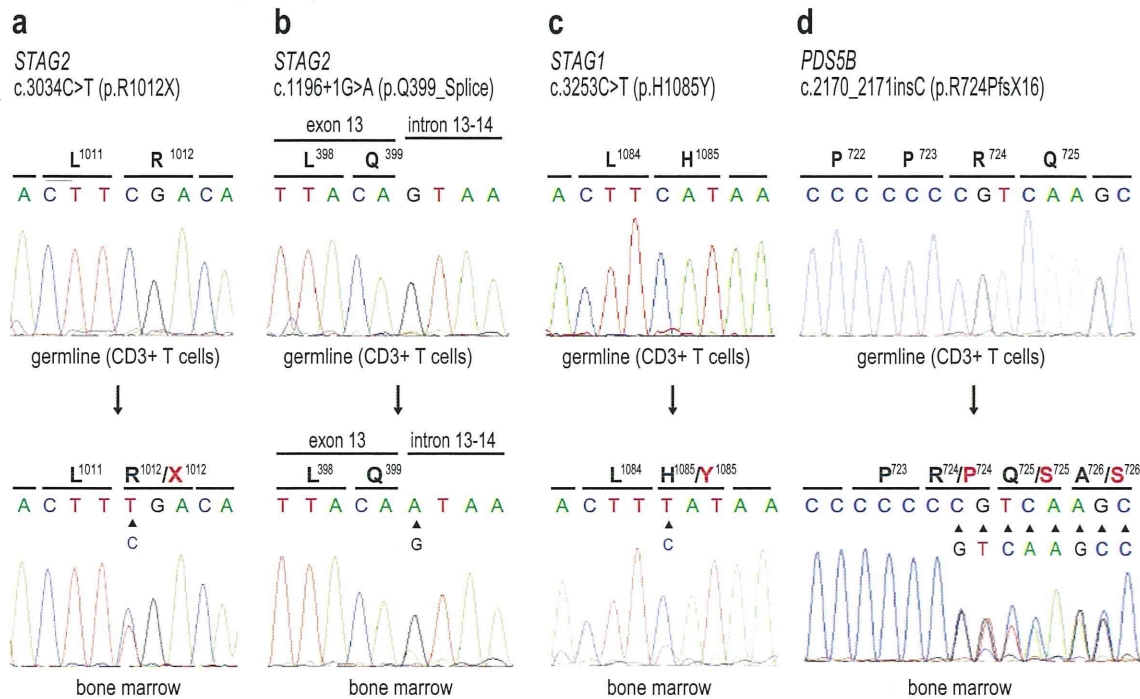 a
STAG2
c.3034C>T (p.R1012X)
L1011 R1012
A C T T C G A C A
germline (CD3+ T cells)
L1011 R1012/X1012
A C T T T G A C A
C
bone marrow
b
STAG2
c.1196+1G>A (p.Q399_Splice)
exon 13 intron 13-14
L398 Q399
T T A C A G T A A
germline (CD3+ T cells)
exon 13 intron 13-14
L398 Q399
T T A C A A T A A
G
bone marrow
c
STAG1
c.3253C>T (p.H1085Y)
L1084 H1085
A C T T C A T A A
germline (CD3+ T cells)
L1084 H1085/Y1085
A C T T T A T A A
C
bone marrow
d
PDS5B
c.2170_2171insC (p.R724PfsX16)
P722 P723 R724 Q725
C C C C C C C G T C A A G C
germline (CD3+ T cells)
P723 R724/P724 Q725/S725 A726/S726
C C C C C C C G T C A A G C
G T C A A G C C
bone marrow